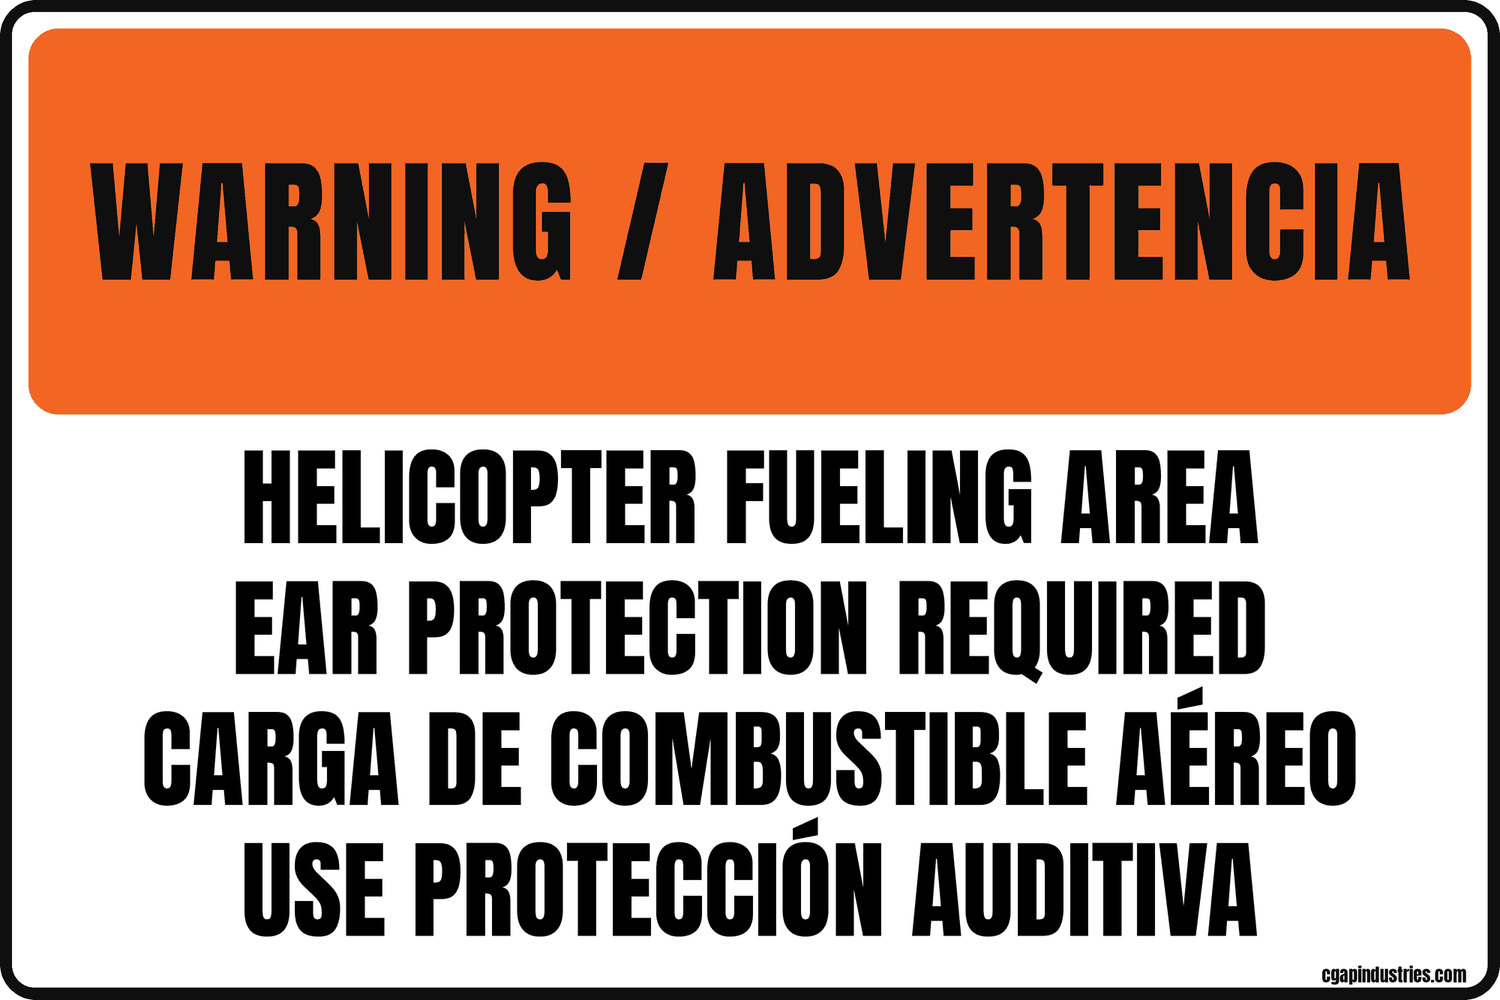 WARNING / ADVERTENCIA
HELICOPTER FUELING AREA
EAR PROTECTION REQUIRED
CARGA DE COMBUSTIBLE AÉREO
USE PROTECCIÓN AUDITIVA
cgapindustries.com